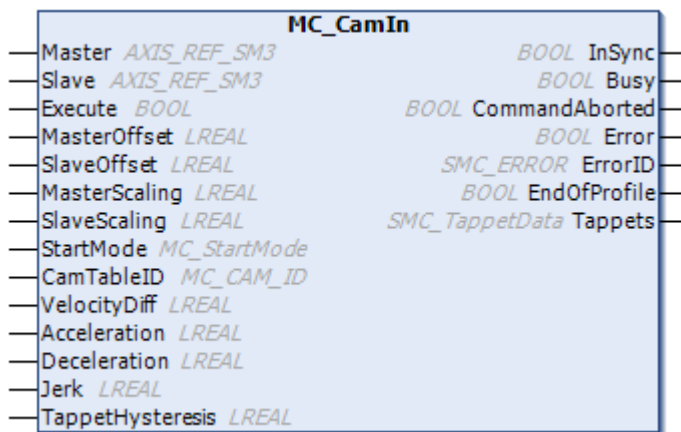 MC_CamIn
Master AXIS_REF_SM3 BOOL InSync
Slave AXIS_REF_SM3 BOOL Busy
Execute BOOL BOOL CommandAborted
MasterOffset LREAL BOOL Error
SlaveOffset LREAL SMC_ERROR ErrorID
MasterScaling LREAL BOOL EndOfProfile
SlaveScaling LREAL SMC_TappetData Tappets
StartMode MC_StartMode
CamTableID MC_CAM_ID
VelocityDiff LREAL
Acceleration LREAL
Deceleration LREAL
Jerk LREAL
TappetHysteresis LREAL